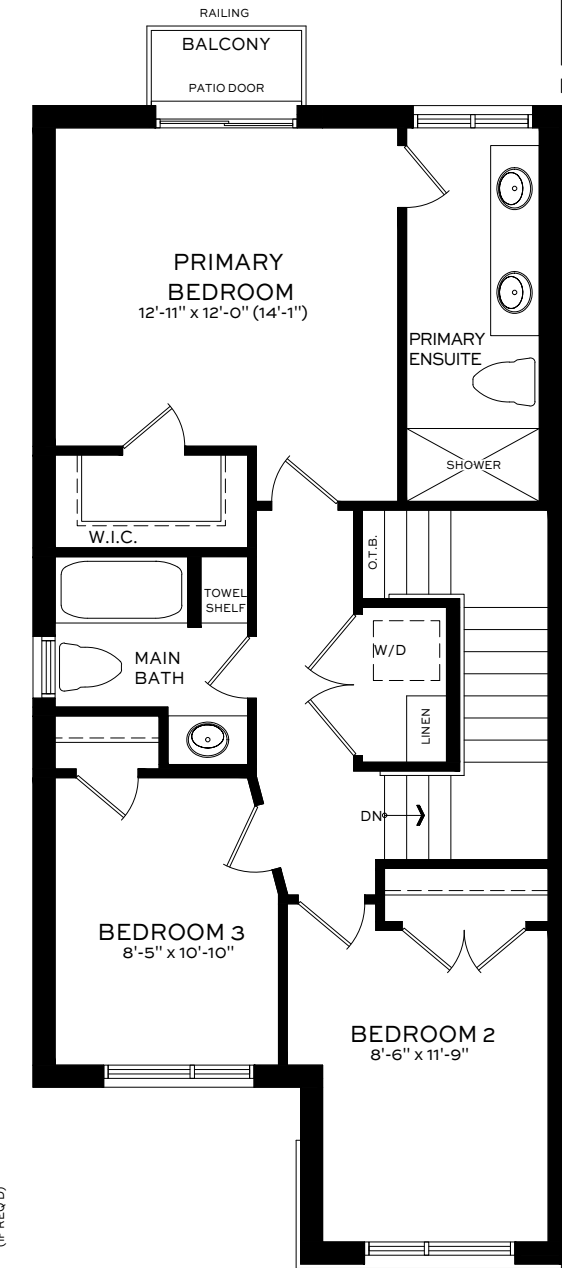 RAILING
BALCONY
PATIO DOOR
PRIMARY
BEDROOM
12'-11" x 12'-0" (14'-1")
PRIMARY
ENSUITE
SHOWER
W.I.C.
O.T.B.
TOWEL
SHELF
W/D
MAIN
BATH
LINEN
DN
BEDROOM 3
8'-5" x 10'-10"
BEDROOM 2
8'-6" x 11'-9"